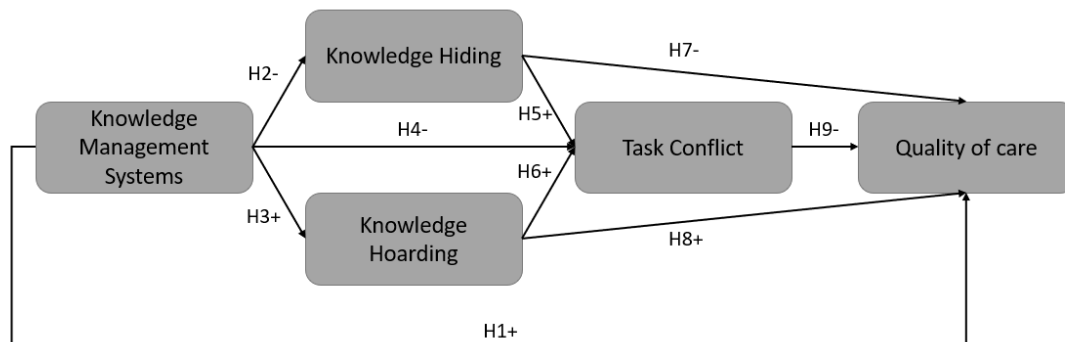 Knowledge Hiding
H7-
H2-
H5+
Knowledge
Management
Systems
H4-
Task Conflict
H9-
Quality of care
H6+
H3+
Knowledge
Hoarding
H8+
H1+